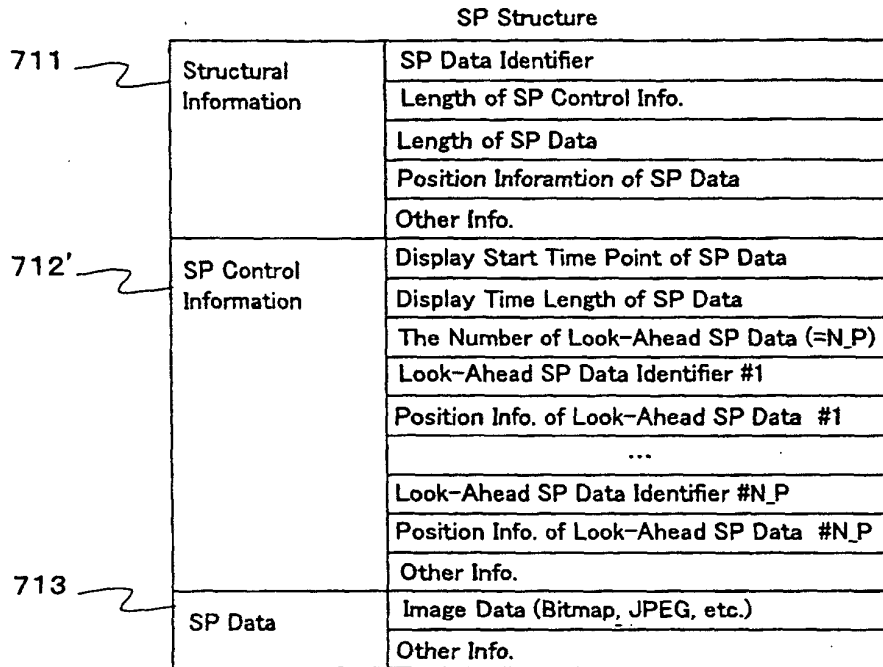 SP Structure
711
Structural
Information
SP Data Identifier
Length of SP Control Info.
Length of SP Data
Position Inforamtion of SP Data
Other Info.
712'
SP Control
Information
Display Start Time Point of SP Data
Display Time Length of SP Data
The Number of Look-Ahead SP Data (=N_P)
Look-Ahead SP Data Identifier #1
Position Info. of Look-Ahead SP Data #1
...
Look-Ahead SP Data Identifier #N_P
Position Info. of Look-Ahead SP Data #N_P
Other Info.
713
SP Data
Image Data (Bitmap, JPEG, etc.)
Other Info.